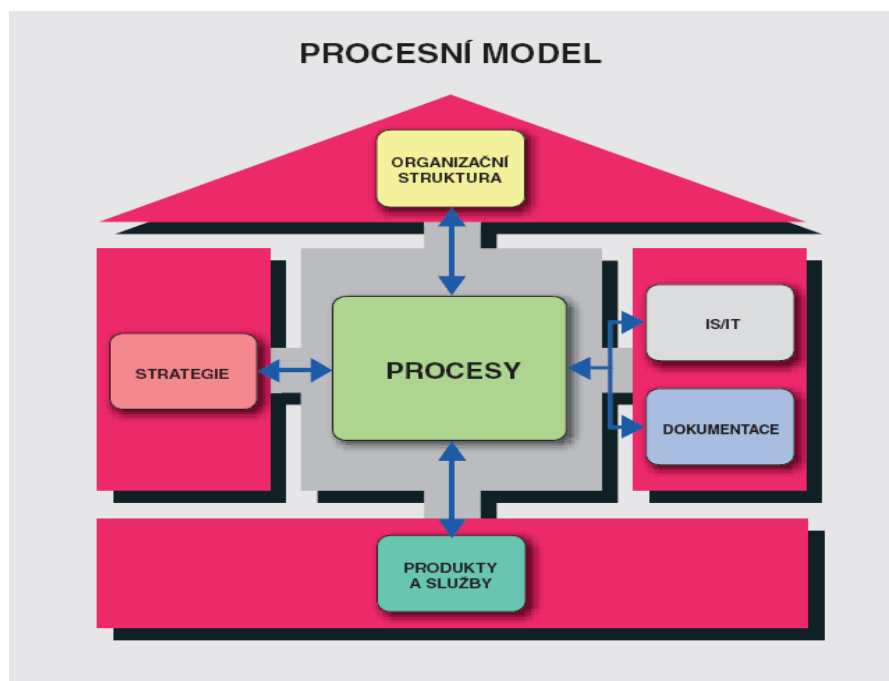 PROCESNÍ MODEL
ORGANIZAČNÍ
STRUKTURA
STRATEGIE
PROCESY
IS/IT
DOKUMENTACE
PRODUKTY
A SLUŽBY